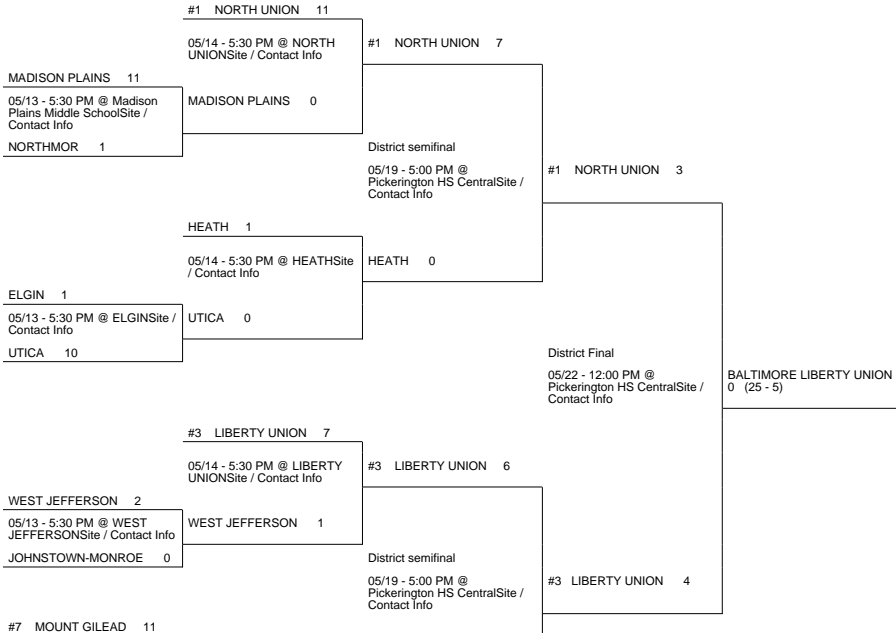 #1 NORTH UNION 11
05/14 - 5:30 PM @ NORTH
UNIONSite / Contact Info
#1 NORTH UNION 7
MADISON PLAINS 11
05/13 - 5:30 PM @ Madison
Plains Middle SchoolSite /
Contact Info
MADISON PLAINS 0
NORTHMOR 1
District semifinal
05/19 - 5:00 PM @
Pickerington HS CentralSite /
Contact Info
#1 NORTH UNION 3
HEATH 1
05/14 - 5:30 PM @ HEATHSite
/ Contact Info
HEATH 0
ELGIN 1
05/13 - 5:30 PM @ ELGINSite /
Contact Info
UTICA 0
UTICA 10
District Final
05/22 - 12:00 PM @
Pickerington HS CentralSite /
Contact Info
BALTIMORE LIBERTY UNION
0 (25 - 5)
#3 LIBERTY UNION 7
05/14 - 5:30 PM @ LIBERTY
UNIONSite / Contact Info
#3 LIBERTY UNION 6
WEST JEFFERSON 2
05/13 - 5:30 PM @ WEST
JEFFERSONSite / Contact Info
WEST JEFFERSON 1
JOHNSTOWN-MONROE 0
District semifinal
05/19 - 5:00 PM @
Pickerington HS CentralSite /
Contact Info
#3 LIBERTY UNION 4
#7 MOUNT GILEAD 11